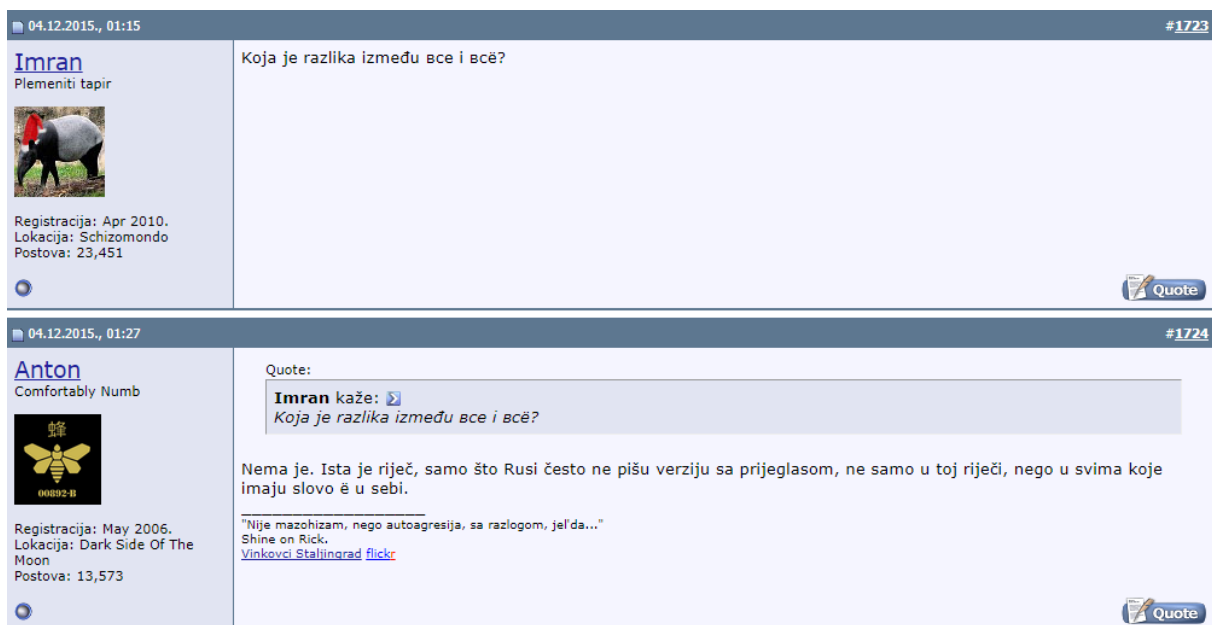 04.12.2015., 01:15 #1723
Imran
Plemeniti tapir
Registracija: Apr 2010.
Lokacija: Schizomondo
Postova: 23,451
Koja je razlika između все i всё?
Quote
04.12.2015., 01:27 #1724
Anton
Comfortably Numb
蜂
00892-B
Registracija: May 2006.
Lokacija: Dark Side Of The
Moon
Postova: 13,573
Quote:
Imran kaže:
Koja je razlika između все i всё?
Nema je. Ista je riječ, samo što Rusi često ne pišu verziju sa prijeglasom, ne samo u toj riječi, nego u svima koje
imaju slovo ë u sebi.
__________________
"Nije mazohizam, nego autoagresija, sa razlogom, jel'da..."
Shine on Rick.
Vinkovci Staljingrad flickr
Quote